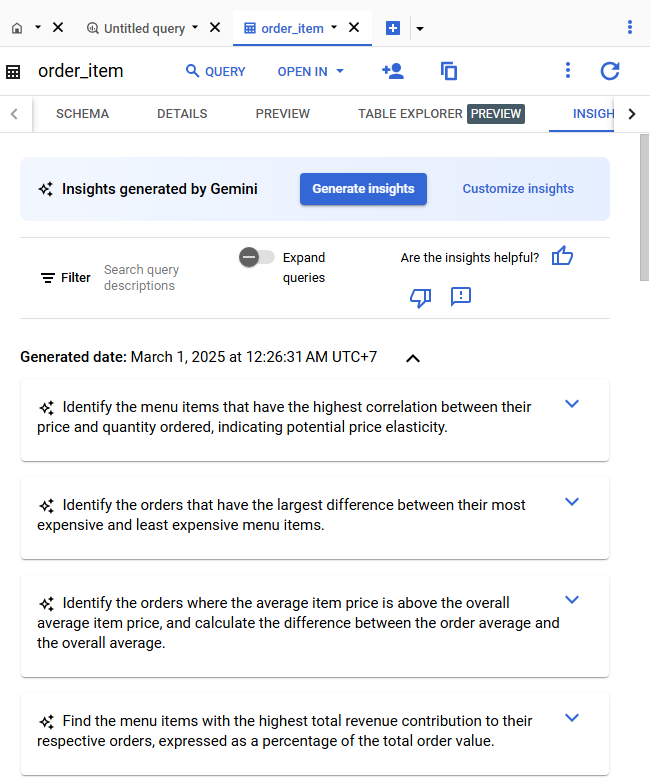 Untitled query
order_item
order_item
QUERY
OPEN IN
SCHEMA
DETAILS
PREVIEW
TABLE EXPLORER PREVIEW
INSIGH
Insights generated by Gemini
Generate insights
Customize insights
Filter
Search query
descriptions
Expand
queries
Are the insights helpful?
Generated date: March 1, 2025 at 12:26:31 AM UTC+7
Identify the menu items that have the highest correlation between their
price and quantity ordered, indicating potential price elasticity.
Identify the orders that have the largest difference between their most
expensive and least expensive menu items.
Identify the orders where the average item price is above the overall
average item price, and calculate the difference between the order average and
the overall average.
Find the menu items with the highest total revenue contribution to their
respective orders, expressed as a percentage of the total order value.